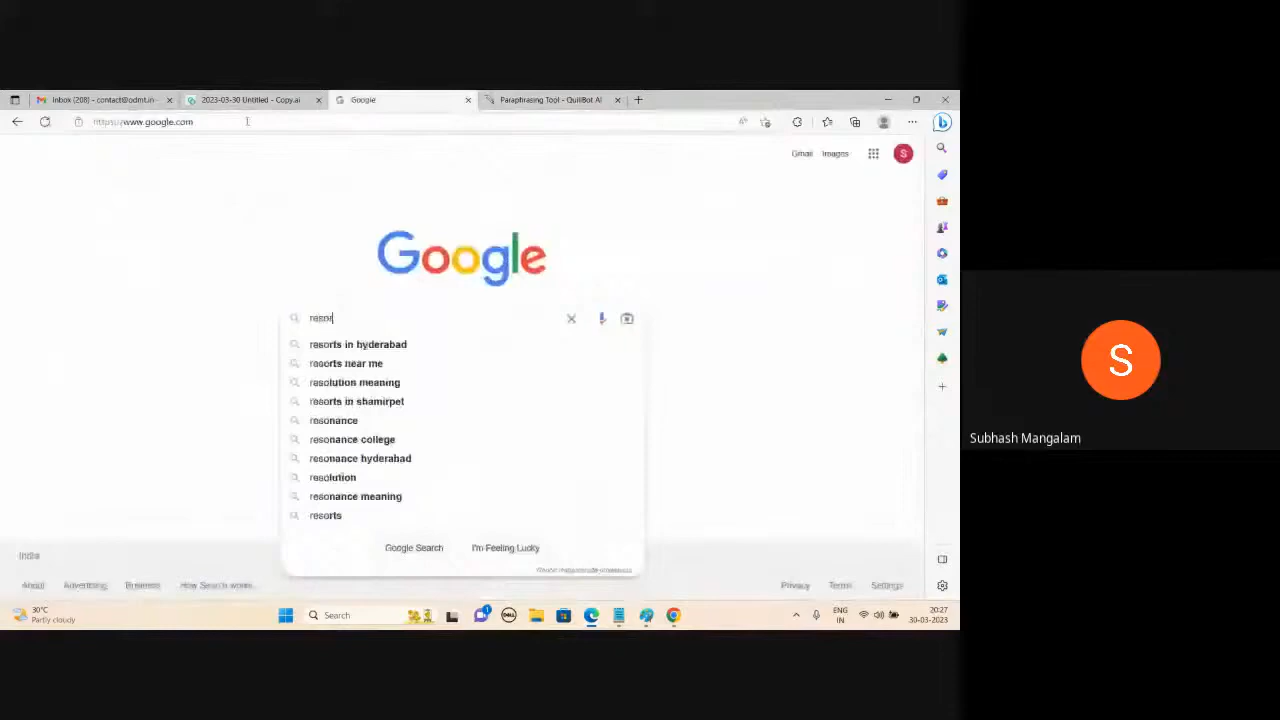 Inbox (208) - contact@odmt.in
2023-03-30 Untitled - Copy.ai
Google
Paraphrasing Tool - QuillBot AI
https://www.google.com
Gmail
Images
S
Google
resor
resorts in hyderabad
resorts near me
resolution meaning
resorts in shamirpet
resonance
resonance college
resonance hyderabad
resolution
resonance meaning
resorts
Google Search
I'm Feeling Lucky
India
About
Advertising
Business
How Search works
Privacy
Terms
Settings
S
Subhash Mangalam
30°C
Partly cloudy
Search
1
DELL
ENG
IN
20:27
30-03-2023